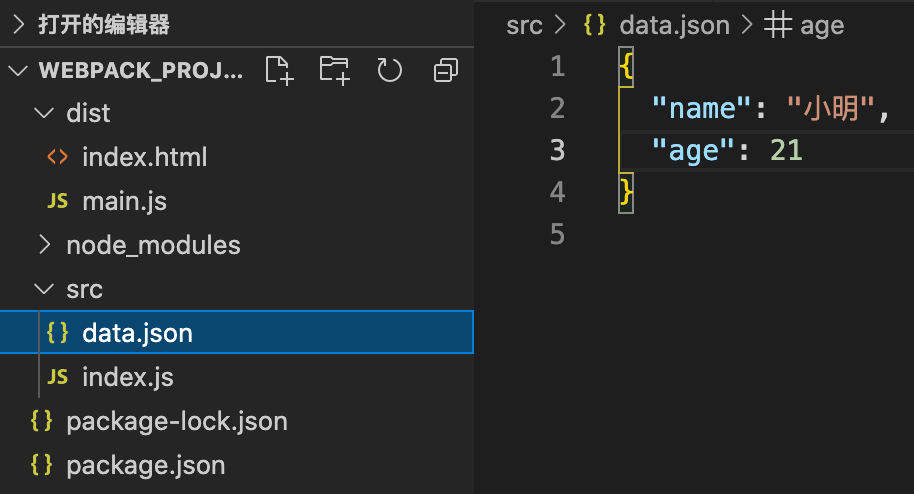 打开的编辑器
WEBPACK_PROJ...
dist
<> index.html
JS main.js
node_modules
src
{} data.json
JS index.js
{} package-lock.json
{} package.json
src > {} data.json > # age
1 {
2 "name": "小明",
3 "age": 21
4 }
5